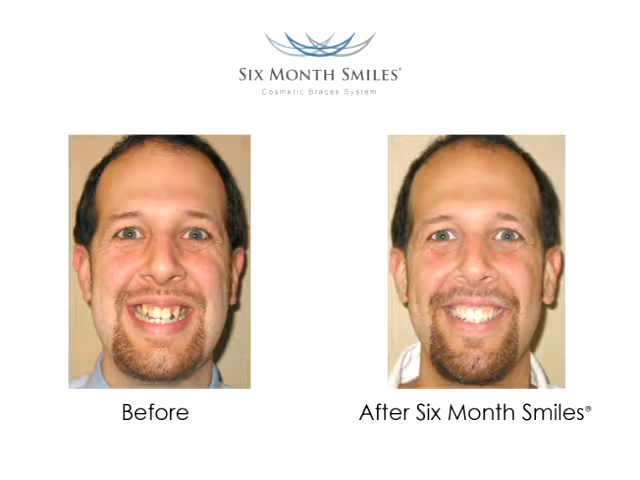 SIX MONTH SMILES®
Cosmetic Braces System
Before
After Six Month Smiles®